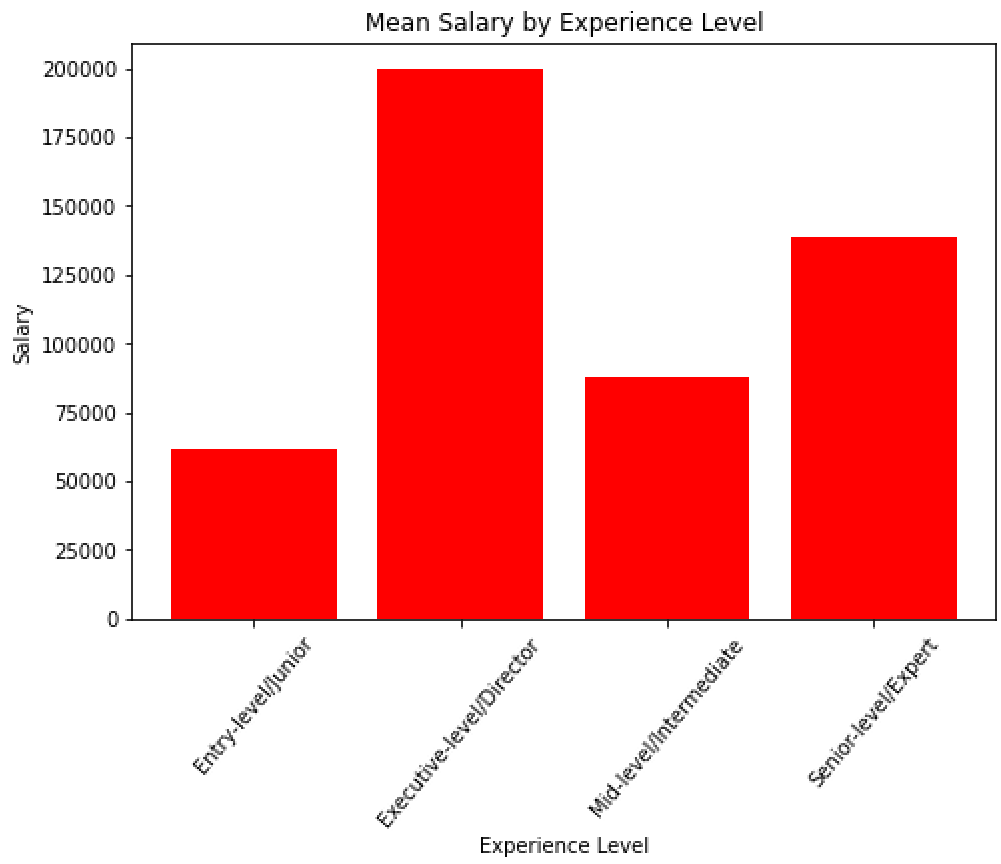 Mean Salary by Experience Level
200000
175000
150000
125000
100000
75000
50000
25000
0
Salary
Entry-level/Junior
Executive-level/Director
Mid-level/Intermediate
Senior-level/Expert
Experience Level